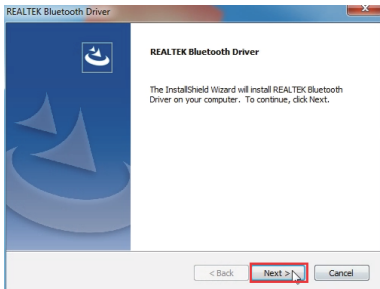 REALTEK Bluetooth Driver
REALTEK Bluetooth Driver
The InstallShield Wizard will install REALTEK Bluetooth
Driver on your computer. To continue, click Next.
< Back Next > Cancel